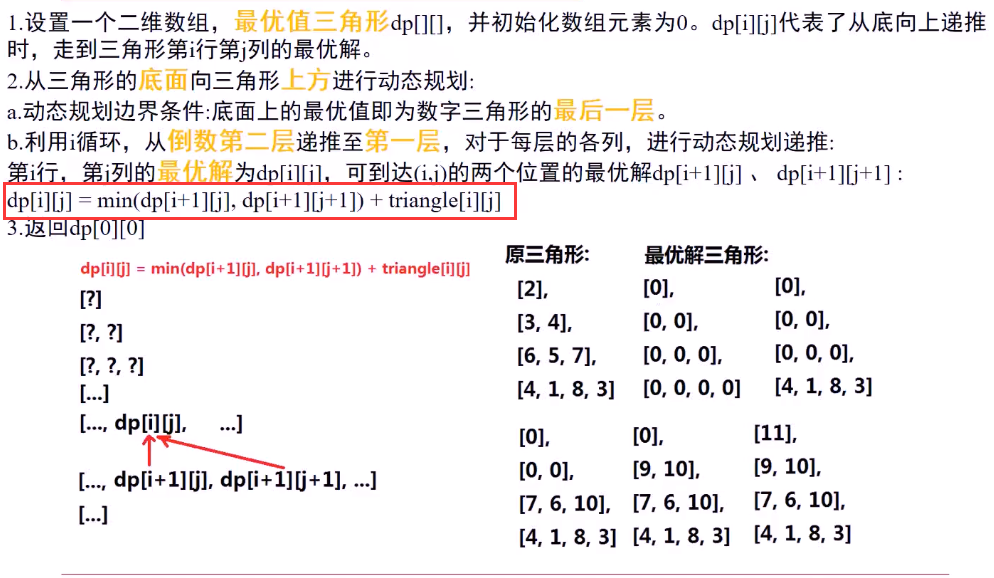 1.设置一个二维数组，最优值三角形dp[][]，并初始化数组元素为0。dp[i][j]代表了从底向上递推
时，走到三角形第i行第j列的最优解。
2.从三角形的底面向三角形上方进行动态规划:
a.动态规划边界条件:底面上的最优值即为数字三角形的最后一层。
b.利用i循环，从倒数第二层递推至第一层，对于每层的各列，进行动态规划递推:
第i行，第j列的最优解为dp[i][j]，可到达(i,j)的两个位置的最优解dp[i+1][j] 、 dp[i+1][j+1] :
dp[i][j] = min(dp[i+1][j], dp[i+1][j+1]) + triangle[i][j]
3.返回dp[0][0]
dp[i][j] = min(dp[i+1][j], dp[i+1][j+1]) + triangle[i][j]
[?]
[?, ?]
[?, ?, ?]
[...]
[..., dp[i][j], ...]
[..., dp[i+1][j], dp[i+1][j+1], ...]
[...]
原三角形: 最优解三角形:
[2], [0], [0],
[3, 4], [0, 0], [0, 0],
[6, 5, 7], [0, 0, 0], [0, 0, 0],
[4, 1, 8, 3] [0, 0, 0, 0] [4, 1, 8, 3]
[0], [0], [11],
[0, 0], [9, 10], [9, 10],
[7, 6, 10], [7, 6, 10], [7, 6, 10],
[4, 1, 8, 3] [4, 1, 8, 3] [4, 1, 8, 3]